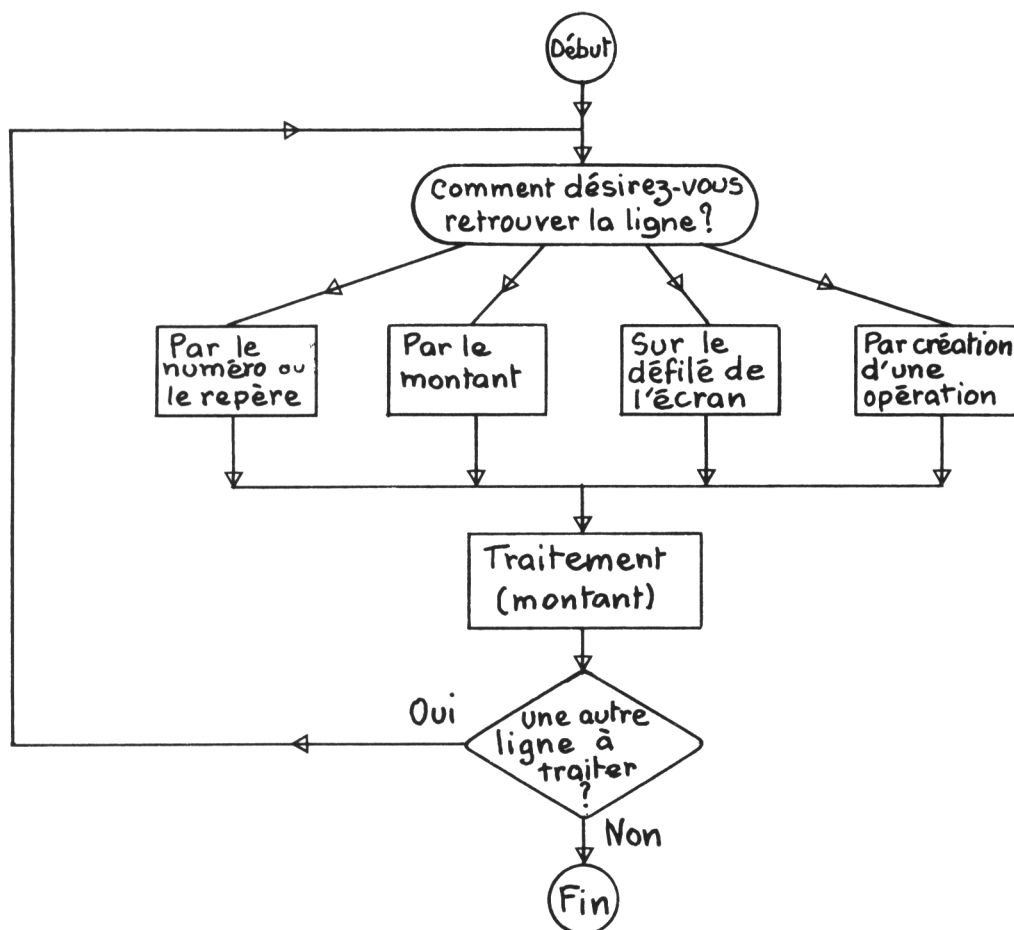 Début
Comment désirez-vous
retrouver la ligne?
Par le
numéro ou
le repère
Par le
montant
Sur le
défilé de
l'écran
Par création
d'une
opération
Traitement
(montant)
Oui
une autre
ligne à
traiter
?
Non
Fin